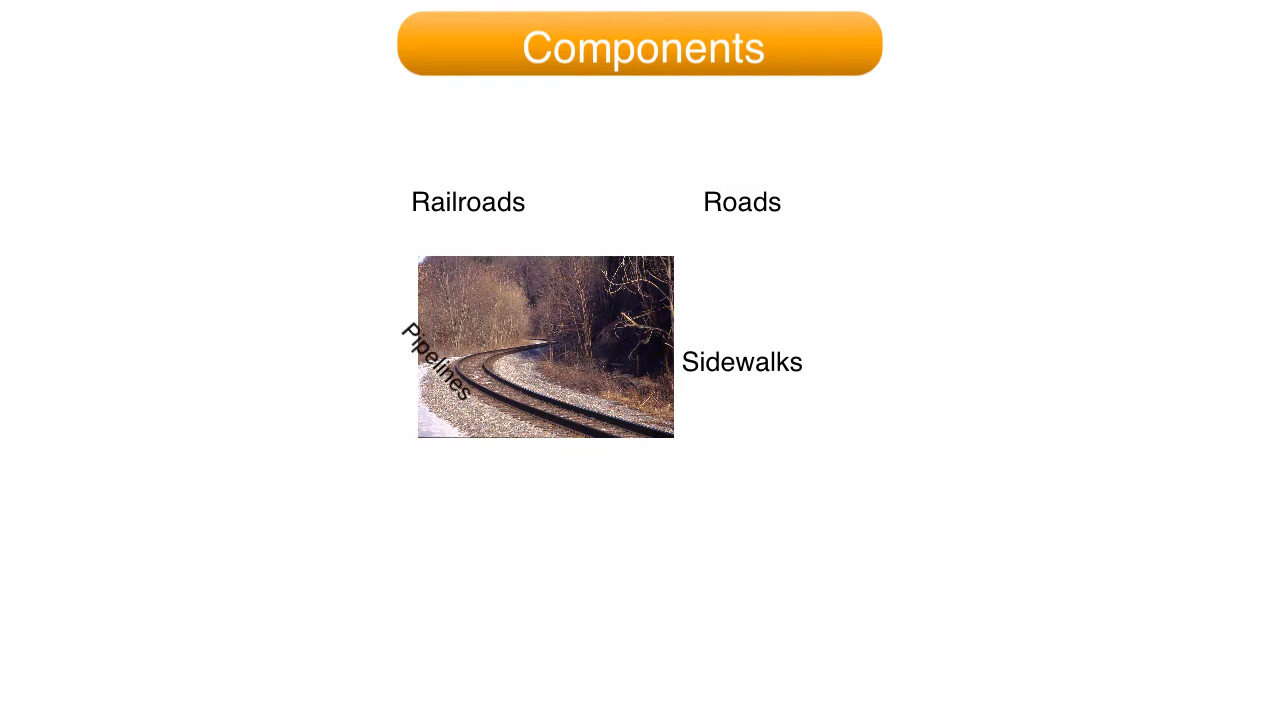 Components
Railroads
Roads
Pipelines
Sidewalks